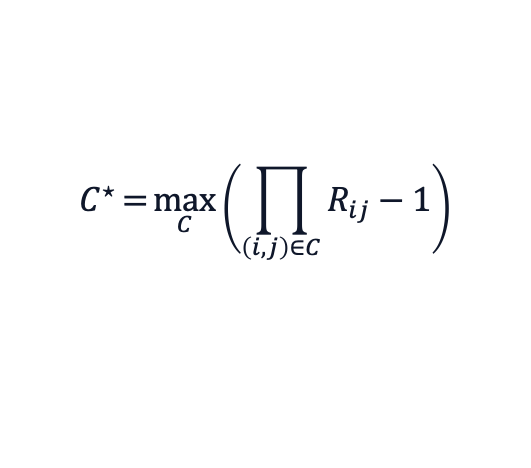 C⋆ = max_C ( ∏_{(i,j)∈C} R_{ij} − 1 )